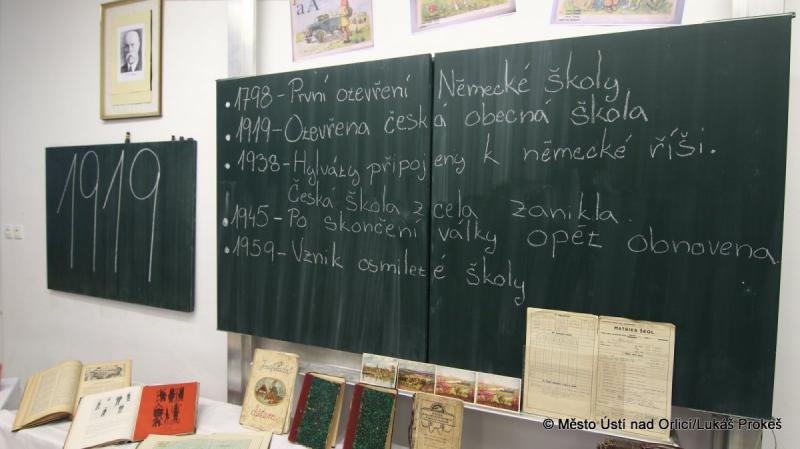 a A
1919
• 1798 - První otevření Německé školy
• 1919 - Otevřena česká obecná škola
• 1938 - Hylváty připojeny k německé říši.
Česká škola zcela zanikla.
• 1945 - Po skončení války opět obnovena
• 1959 - Vznik osmileté školy
MATRIKA ŠKOL
dětem
© Město Ústí nad Orlicí/Lukáš Prokeš